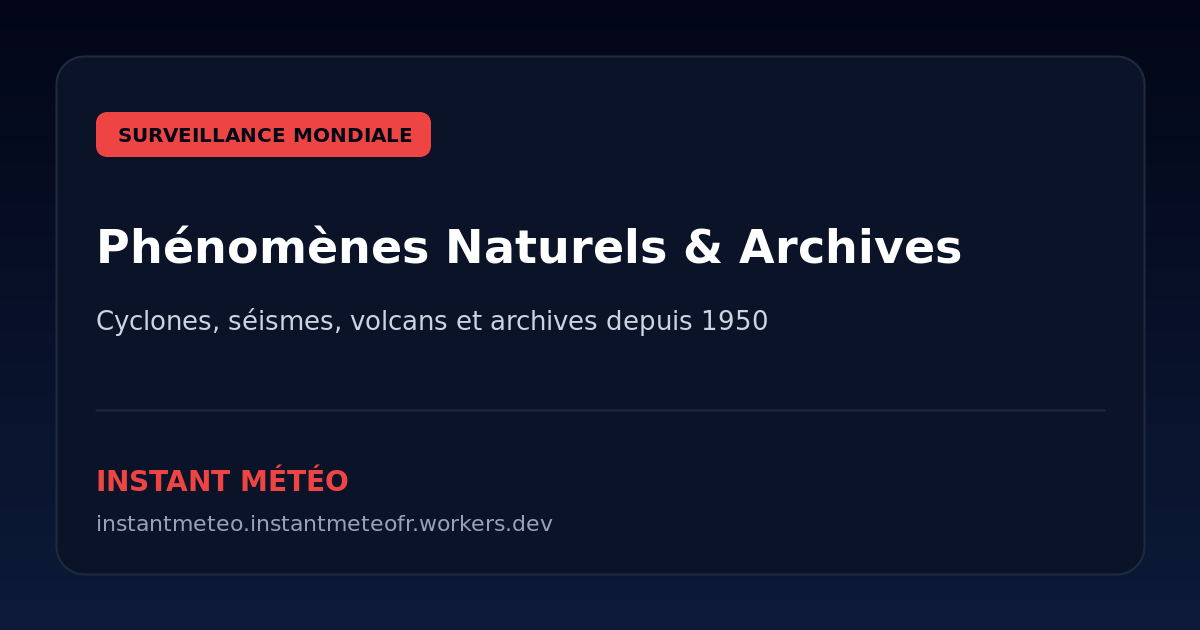 SURVEILLANCE MONDIALE
Phénomènes Naturels & Archives
Cyclones, séismes, volcans et archives depuis 1950
INSTANT MÉTÉO
instantmeteo.instantmeteofr.workers.dev